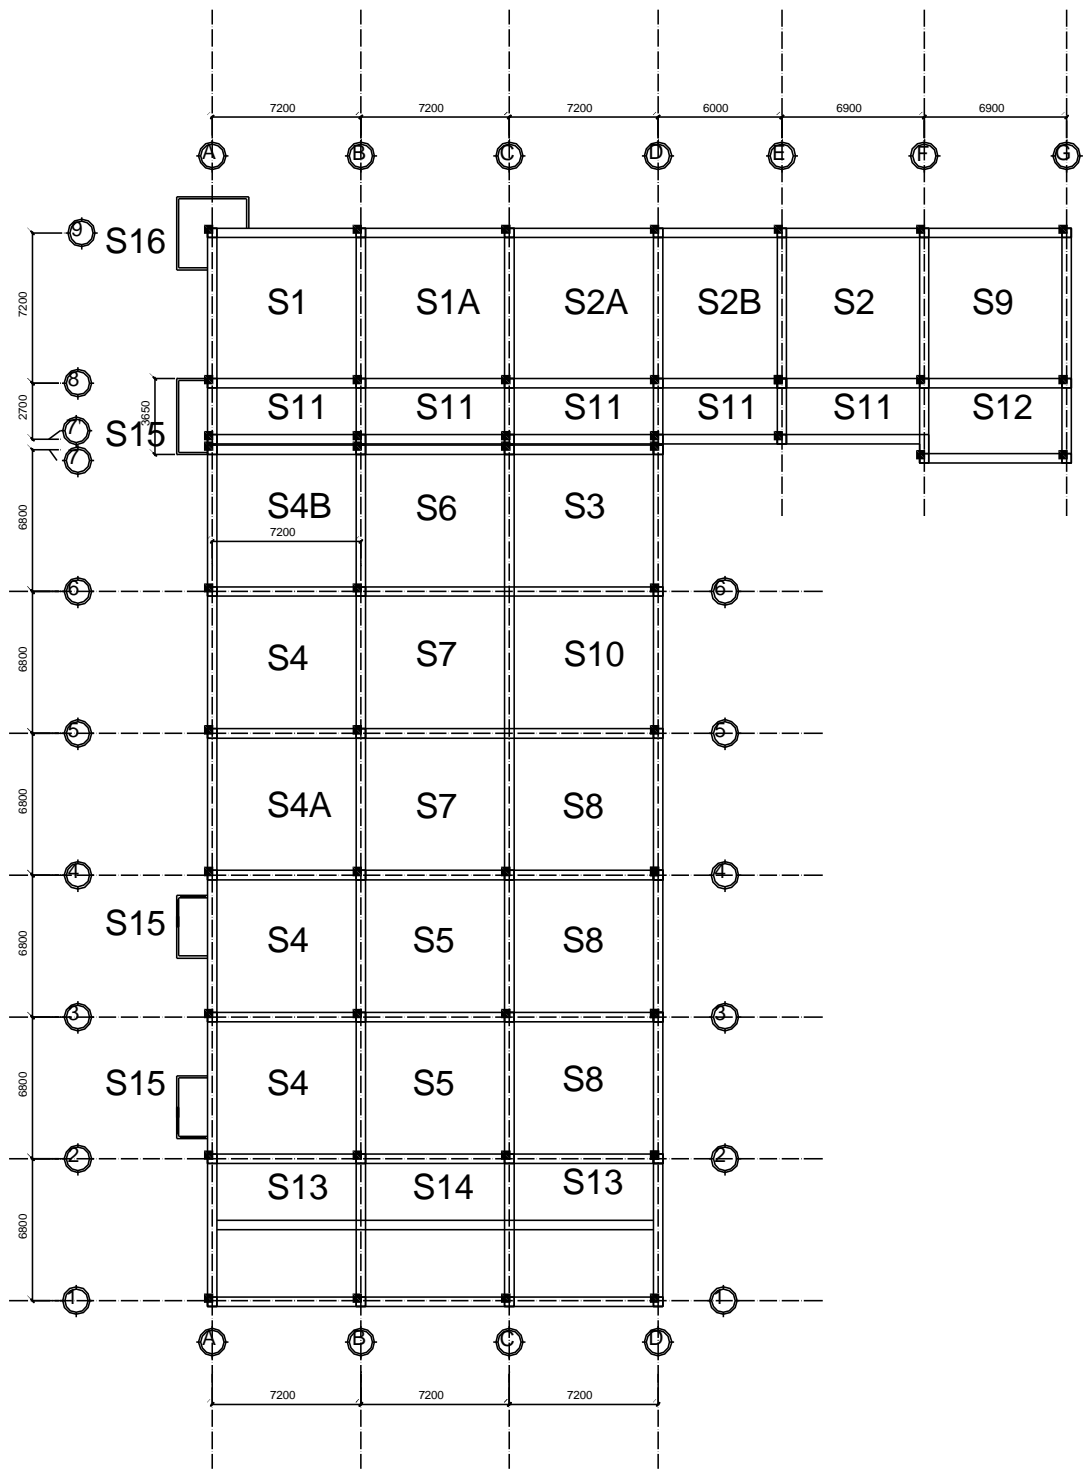 7200 7200 7200 6000 6900 6900
A B C D E F G
9
S16
7200
S1 S1A S2A S2B S2 S9
8
2700
3650
S11 S11 S11 S11 S11 S12
7
S15
7
S4B S6 S3
6800
7200
6 6
S4 S7 S10
6800
5 5
S4A S7 S8
6800
4 4
S15
S4 S5 S8
6800
3 3
S15
S4 S5 S8
6800
2 2
S13 S14 S13
6800
1 1
A B C D
7200 7200 7200